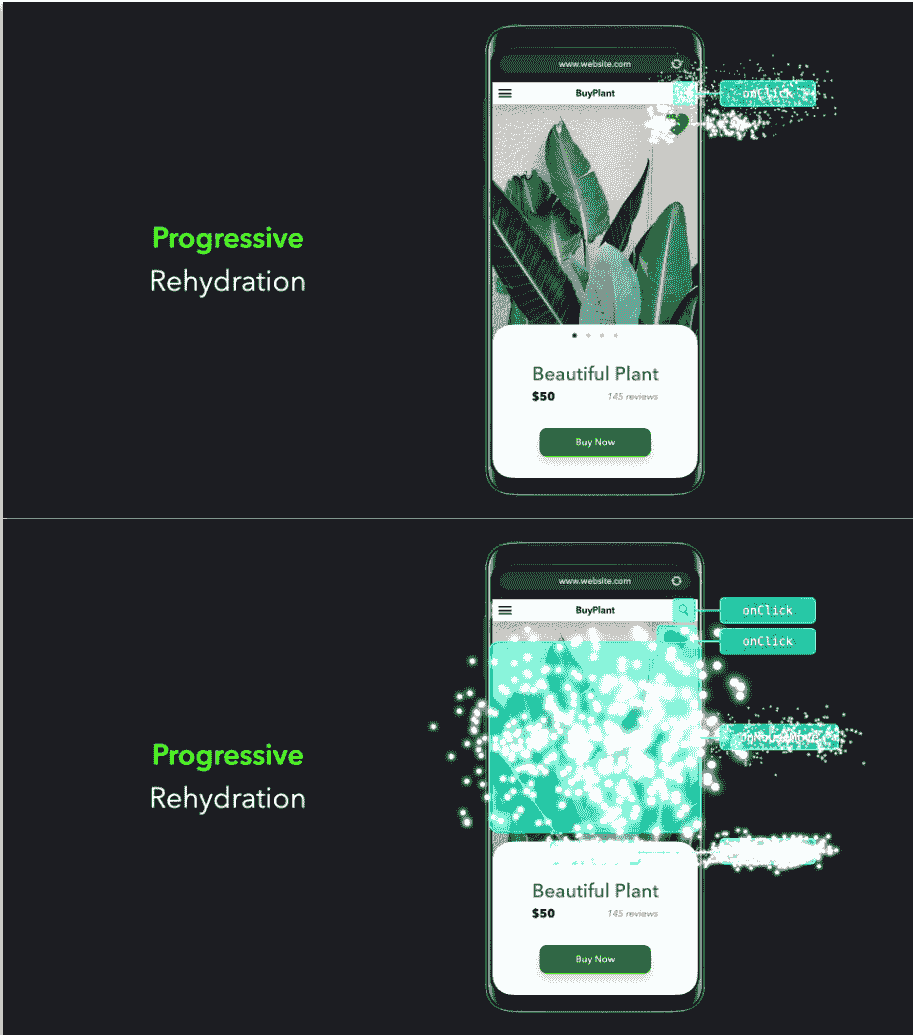 www.website.com
BuyPlant
onClick
Progressive
Rehydration
Beautiful Plant
$50
145 reviews
Buy Now
www.website.com
BuyPlant
onClick
onClick
Progressive
Rehydration
Beautiful Plant
$50
145 reviews
Buy Now